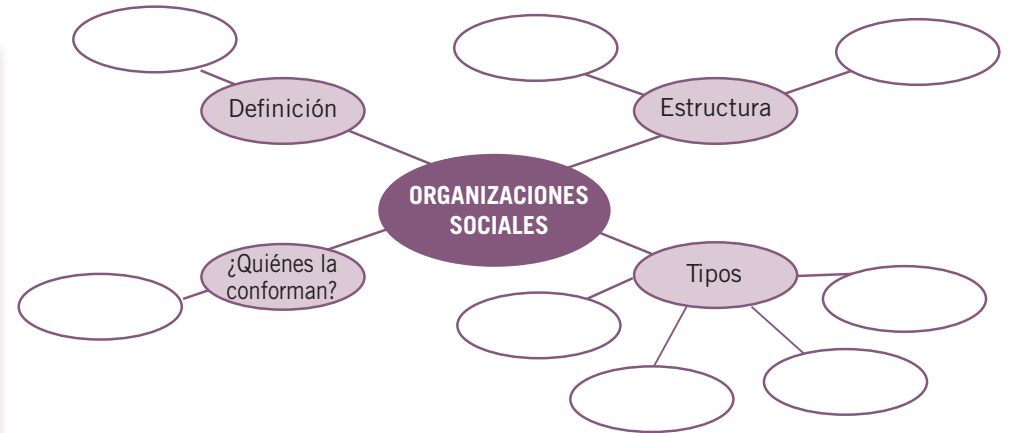 Definición
Estructura
ORGANIZACIONES
SOCIALES
¿Quiénes la
conforman?
Tipos